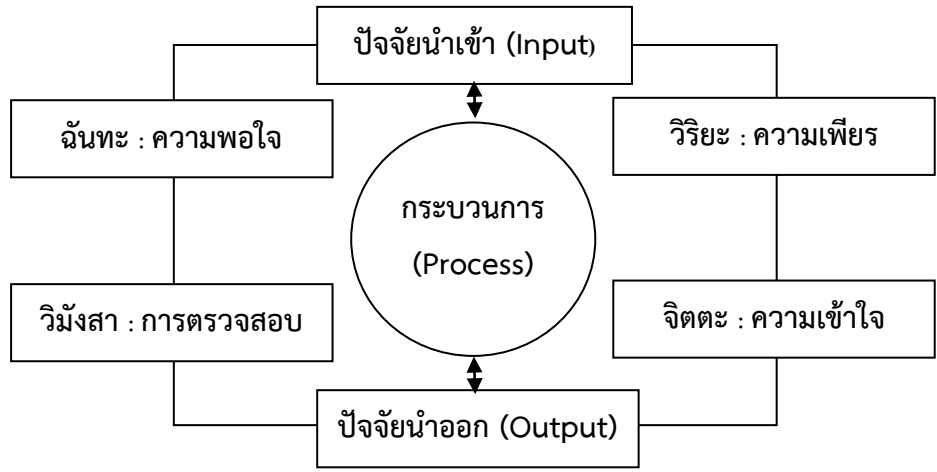 ปัจจัยนำเข้า (Input)
ฉันทะ : ความพอใจ
วิริยะ : ความเพียร
กระบวนการ
(Process)
วิมังสา : การตรวจสอบ
จิตตะ : ความเข้าใจ
ปัจจัยนำออก (Output)